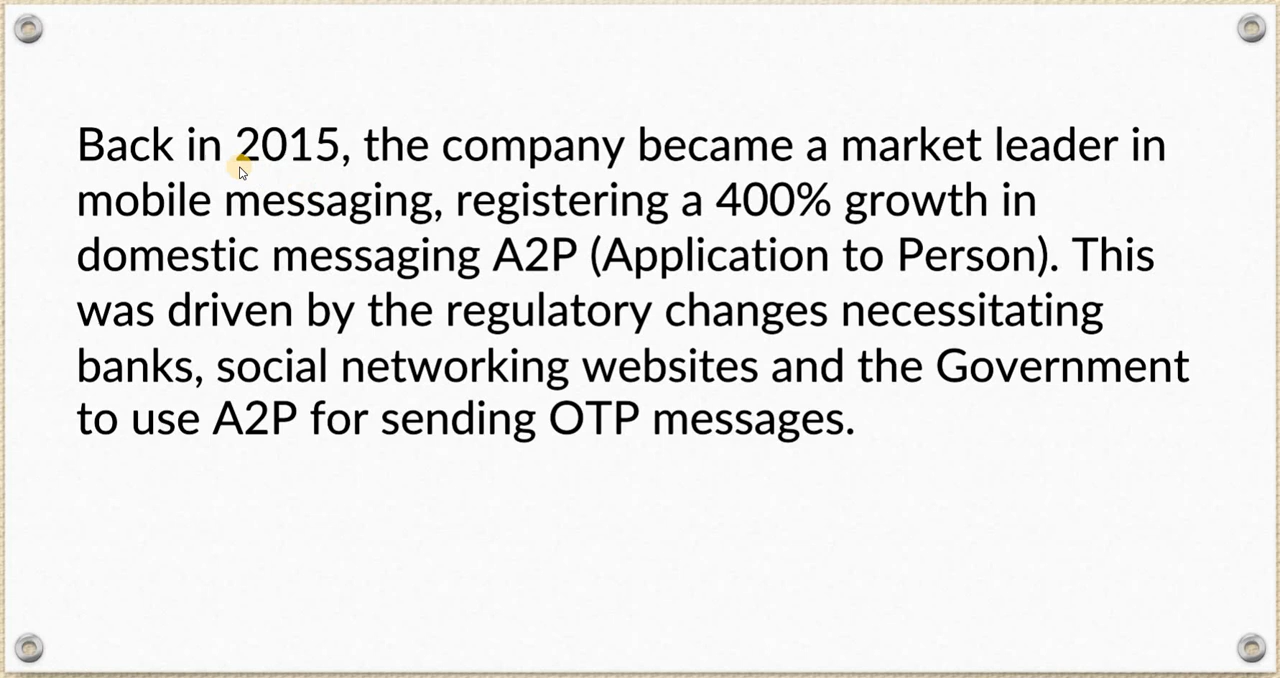 Back in 2015, the company became a market leader in
mobile messaging, registering a 400% growth in
domestic messaging A2P (Application to Person). This
was driven by the regulatory changes necessitating
banks, social networking websites and the Government
to use A2P for sending OTP messages.